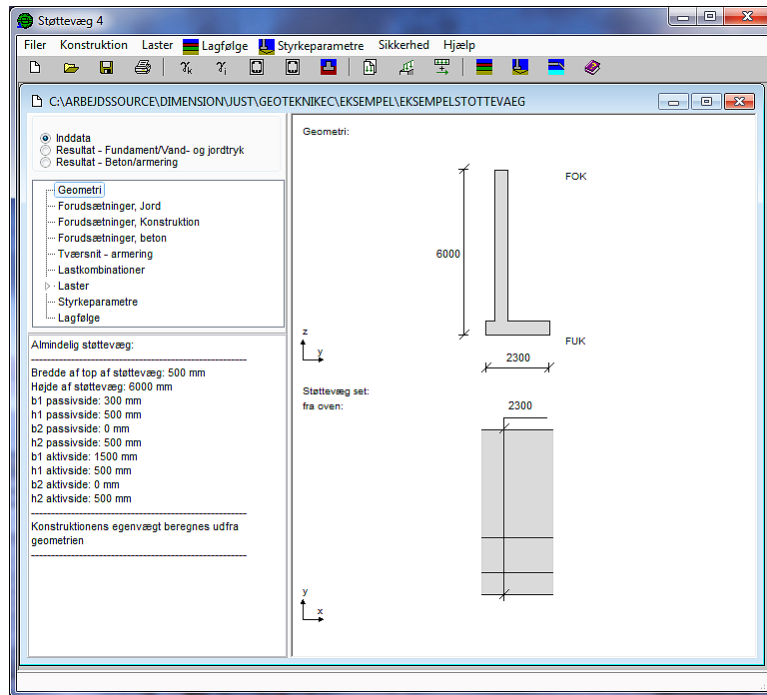 Støttevæg 4
Filer Konstruktion Laster Lagfølge Styrkeparametre Sikkerhed Hjælp
γk γi
C:\ARBEJDSSOURCE\DIMENSION\JUST\GEOTEKNIKEC\EKSEMPEL\EKSEMPELSTOTTEVAEG
Inddata
Resultat - Fundament/Vand- og jordtryk
Resultat - Beton/armering
Geometri
Forudsætninger, Jord
Forudsætninger, Konstruktion
Forudsætninger, beton
Tværsnit - armering
Lastkombinationer
Laster
Styrkeparametre
Lagfølge
Almindelig støttevæg:
Bredde af top af støttevæg: 500 mm
Højde af støttevæg: 6000 mm
b1 passivside: 300 mm
h1 passivside: 500 mm
b2 passivside: 0 mm
h2 passivside: 500 mm
b1 aktivside: 1500 mm
h1 aktivside: 500 mm
b2 aktivside: 0 mm
h2 aktivside: 500 mm
Konstruktionens egenvægt beregnes udfra
geometrien
Geometri:
FOK
6000
FUK
z
y
2300
Støttevæg set:
fra oven:
2300
y
x